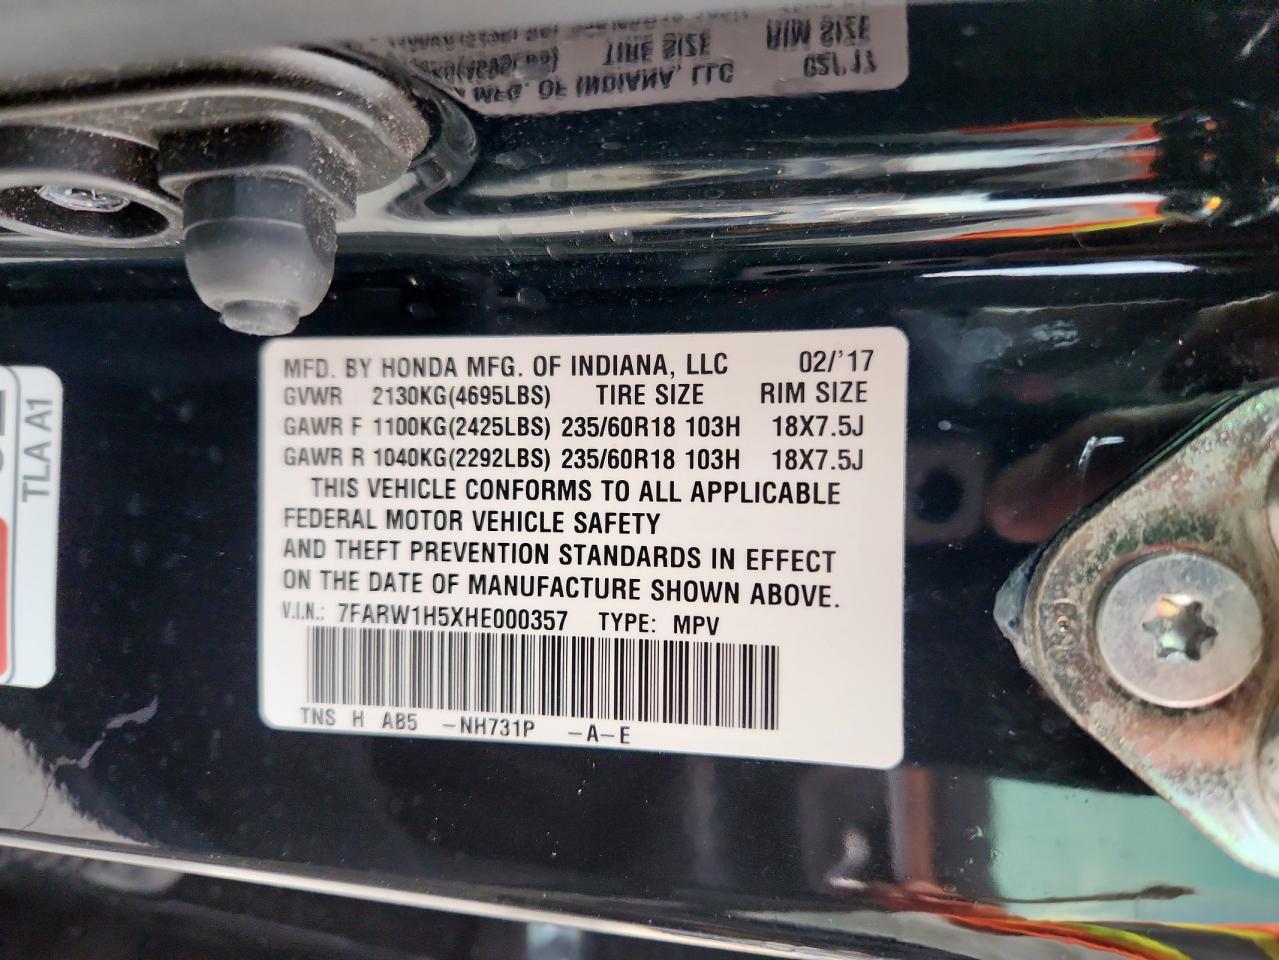 MFD. BY HONDA MFG. OF INDIANA, LLC 02/'17
GVWR 2130KG(4695LBS) TIRE SIZE RIM SIZE
GAWR F 1100KG(2425LBS) 235/60R18 103H 18X7.5J
GAWR R 1040KG(2292LBS) 235/60R18 103H 18X7.5J
THIS VEHICLE CONFORMS TO ALL APPLICABLE
FEDERAL MOTOR VEHICLE SAFETY
AND THEFT PREVENTION STANDARDS IN EFFECT
ON THE DATE OF MANUFACTURE SHOWN ABOVE.
V.I.N.: 7FARW1H5XHE000357 TYPE: MPV
TNS H AB5 -NH731P -A-E
TLA A1